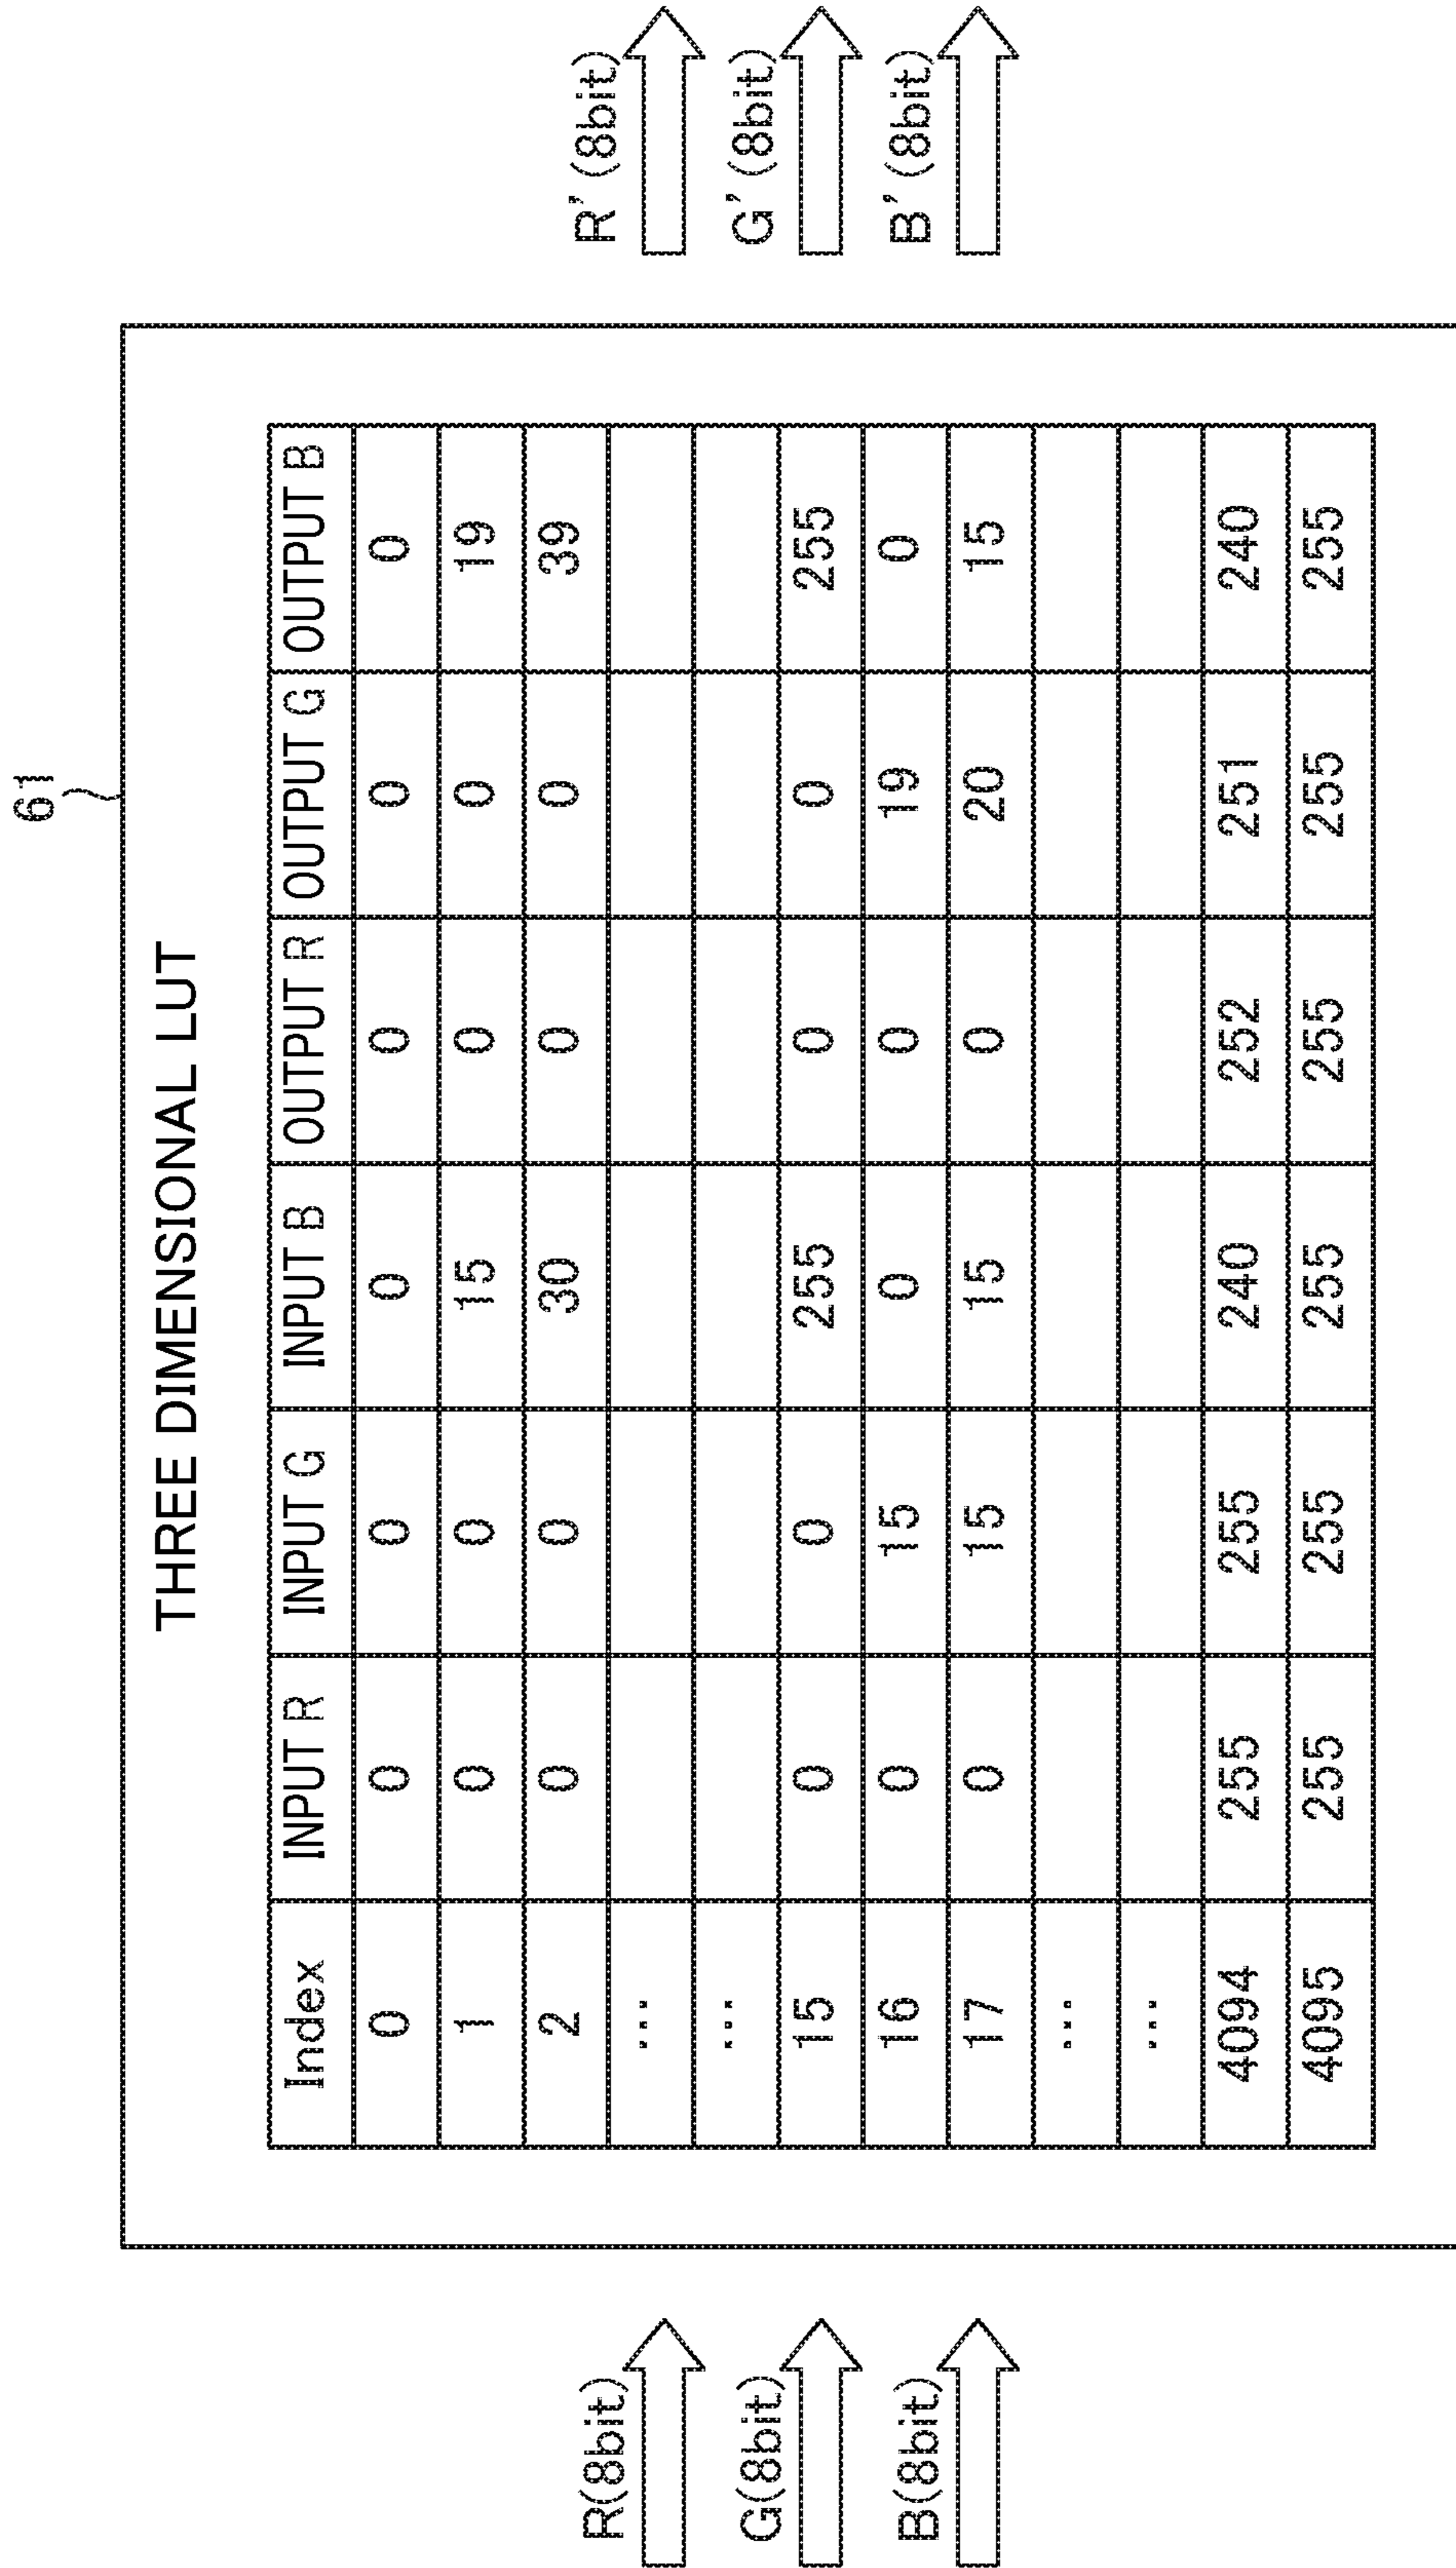 61
THREE DIMENSIONAL LUT
R(8bit)
G(8bit)
B(8bit)
Index INPUT R INPUT G INPUT B OUTPUT R OUTPUT G OUTPUT B
0 0 0 0 0 0 0
1 0 0 15 0 0 19
2 0 0 30 0 0 39
...
...
15 0 0 255 0 0 255
16 0 15 0 0 19 0
17 0 15 15 0 20 15
...
...
4094 255 255 240 252 251 240
4095 255 255 255 255 255 255
R'(8bit)
G'(8bit)
B'(8bit)